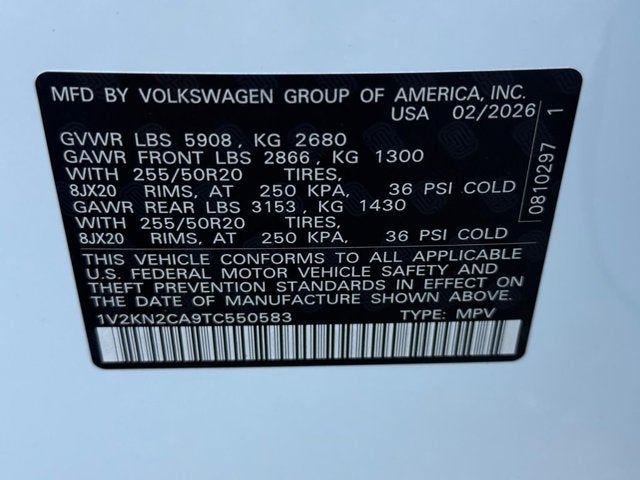 MFD BY VOLKSWAGEN GROUP OF AMERICA, INC.
USA 02/2026
GVWR LBS 5908, KG 2680
GAWR FRONT LBS 2866, KG 1300
WITH 255/50R20 TIRES,
8JX20 RIMS, AT 250 KPA, 36 PSI COLD
GAWR REAR LBS 3153, KG 1430
WITH 255/50R20 TIRES,
8JX20 RIMS, AT 250 KPA, 36 PSI COLD
THIS VEHICLE CONFORMS TO ALL APPLICABLE
U.S. FEDERAL MOTOR VEHICLE SAFETY AND
THEFT PREVENTION STANDARDS IN EFFECT ON
THE DATE OF MANUFACTURE SHOWN ABOVE.
1V2KN2CA9TC550583 TYPE: MPV
0810297 1